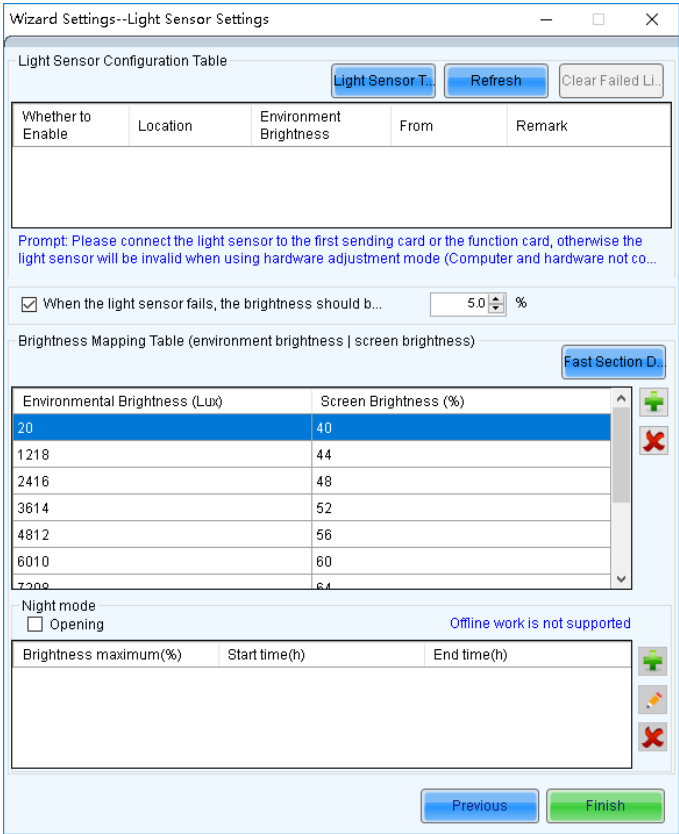 Wizard Settings--Light Sensor Settings
Light Sensor Configuration Table
Light Sensor T... Refresh Clear Failed Li...
Whether to Enable Location Environment Brightness From Remark
Prompt: Please connect the light sensor to the first sending card or the function card, otherwise the
light sensor will be invalid when using hardware adjustment mode (Computer and hardware not co...
When the light sensor fails, the brightness should b... 5.0 %
Brightness Mapping Table (environment brightness | screen brightness)
Fast Section D...
Environmental Brightness (Lux) Screen Brightness (%)
20 40
1218 44
2416 48
3614 52
4812 56
6010 60
7208 64
Night mode
Opening Offline work is not supported
Brightness maximum(%) Start time(h) End time(h)
Previous Finish